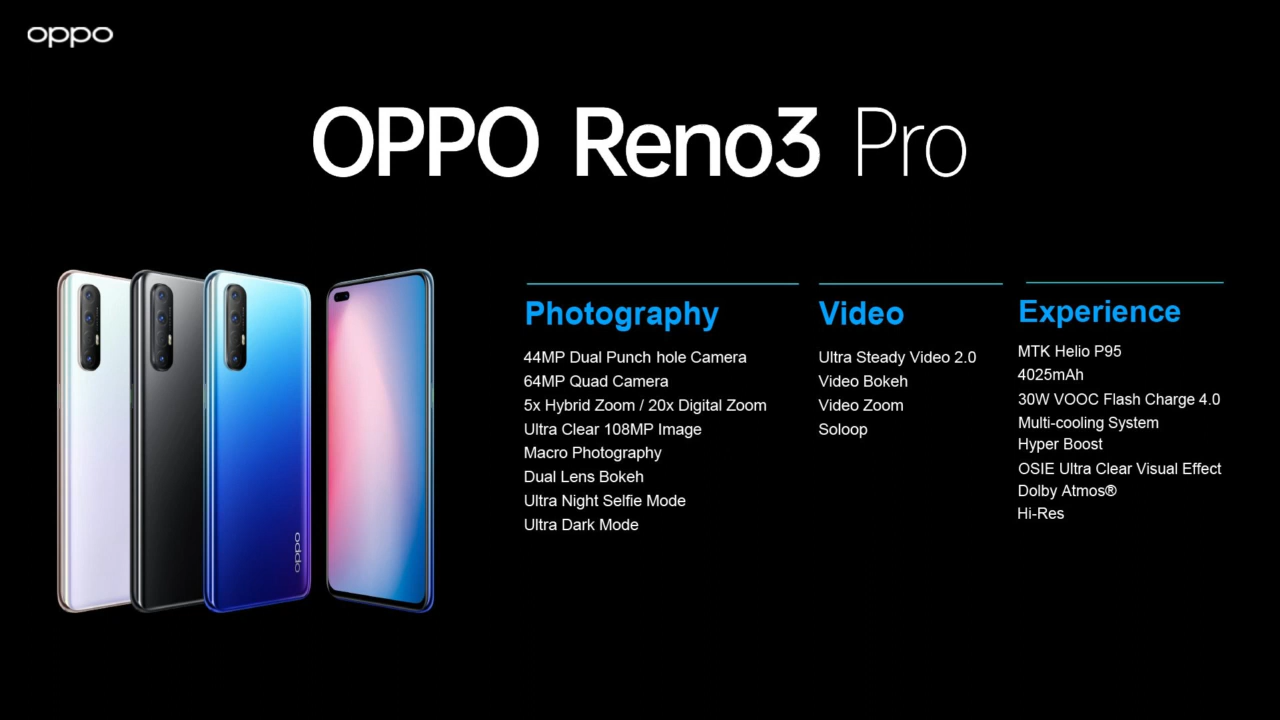 oppo
OPPO Reno3 Pro
Photography
44MP Dual Punch hole Camera
64MP Quad Camera
5x Hybrid Zoom / 20x Digital Zoom
Ultra Clear 108MP Image
Macro Photography
Dual Lens Bokeh
Ultra Night Selfie Mode
Ultra Dark Mode
Video
Ultra Steady Video 2.0
Video Bokeh
Video Zoom
Soloop
Experience
MTK Helio P95
4025mAh
30W VOOC Flash Charge 4.0
Multi-cooling System
Hyper Boost
OSIE Ultra Clear Visual Effect
Dolby Atmos®
Hi-Res
oppo